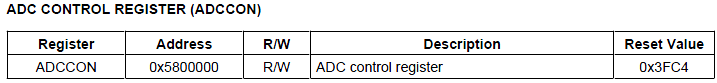 ADC CONTROL REGISTER (ADCCON)
Register Address R/W Description Reset Value
ADCCON 0x5800000 R/W ADC control register 0x3FC4